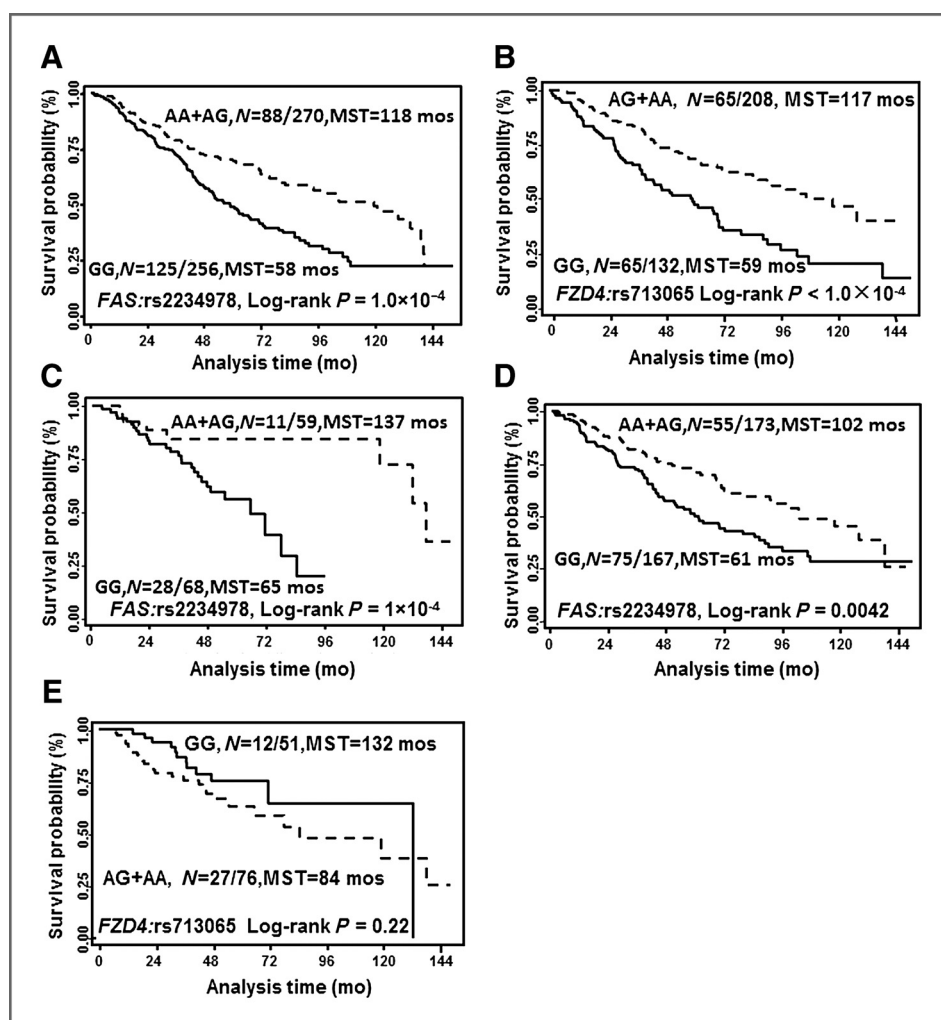 A
Survival probability (%)
1.00
0.75
0.50
0.25
0.00
AA+AG,N=88/270,MST=118 mos
GG,N=125/256,MST=58 mos
FAS:rs2234978, Log-rank P = 1.0×10⁻⁴
0 24 48 72 96 120 144
Analysis time (mo)
B
Survival probability (%)
1.00
0.75
0.50
0.25
0.00
AG+AA, N=65/208, MST=117 mos
GG, N=65/132,MST=59 mos
FZD4:rs713065 Log-rank P < 1.0×10⁻⁴
0 24 48 72 96 120 144
Analysis time (mo)
C
Survival probability (%)
1.00
0.75
0.50
0.25
0.00
AA+AG,N=11/59,MST=137 mos
GG,N=28/68,MST=65 mos
FAS:rs2234978, Log-rank P = 1×10⁻⁴
0 24 48 72 96 120 144
Analysis time (mo)
D
Survival probability (%)
1.00
0.75
0.50
0.25
0.00
AA+AG,N=55/173,MST=102 mos
GG,N=75/167,MST=61 mos
FAS:rs2234978, Log-rank P = 0.0042
0 24 48 72 96 120 144
Analysis time (mo)
E
Survival probability (%)
1.00
0.75
0.50
0.25
0.00
GG, N=12/51,MST=132 mos
AG+AA, N=27/76,MST=84 mos
FZD4:rs713065 Log-rank P = 0.22
0 24 48 72 96 120 144
Analysis time (mo)